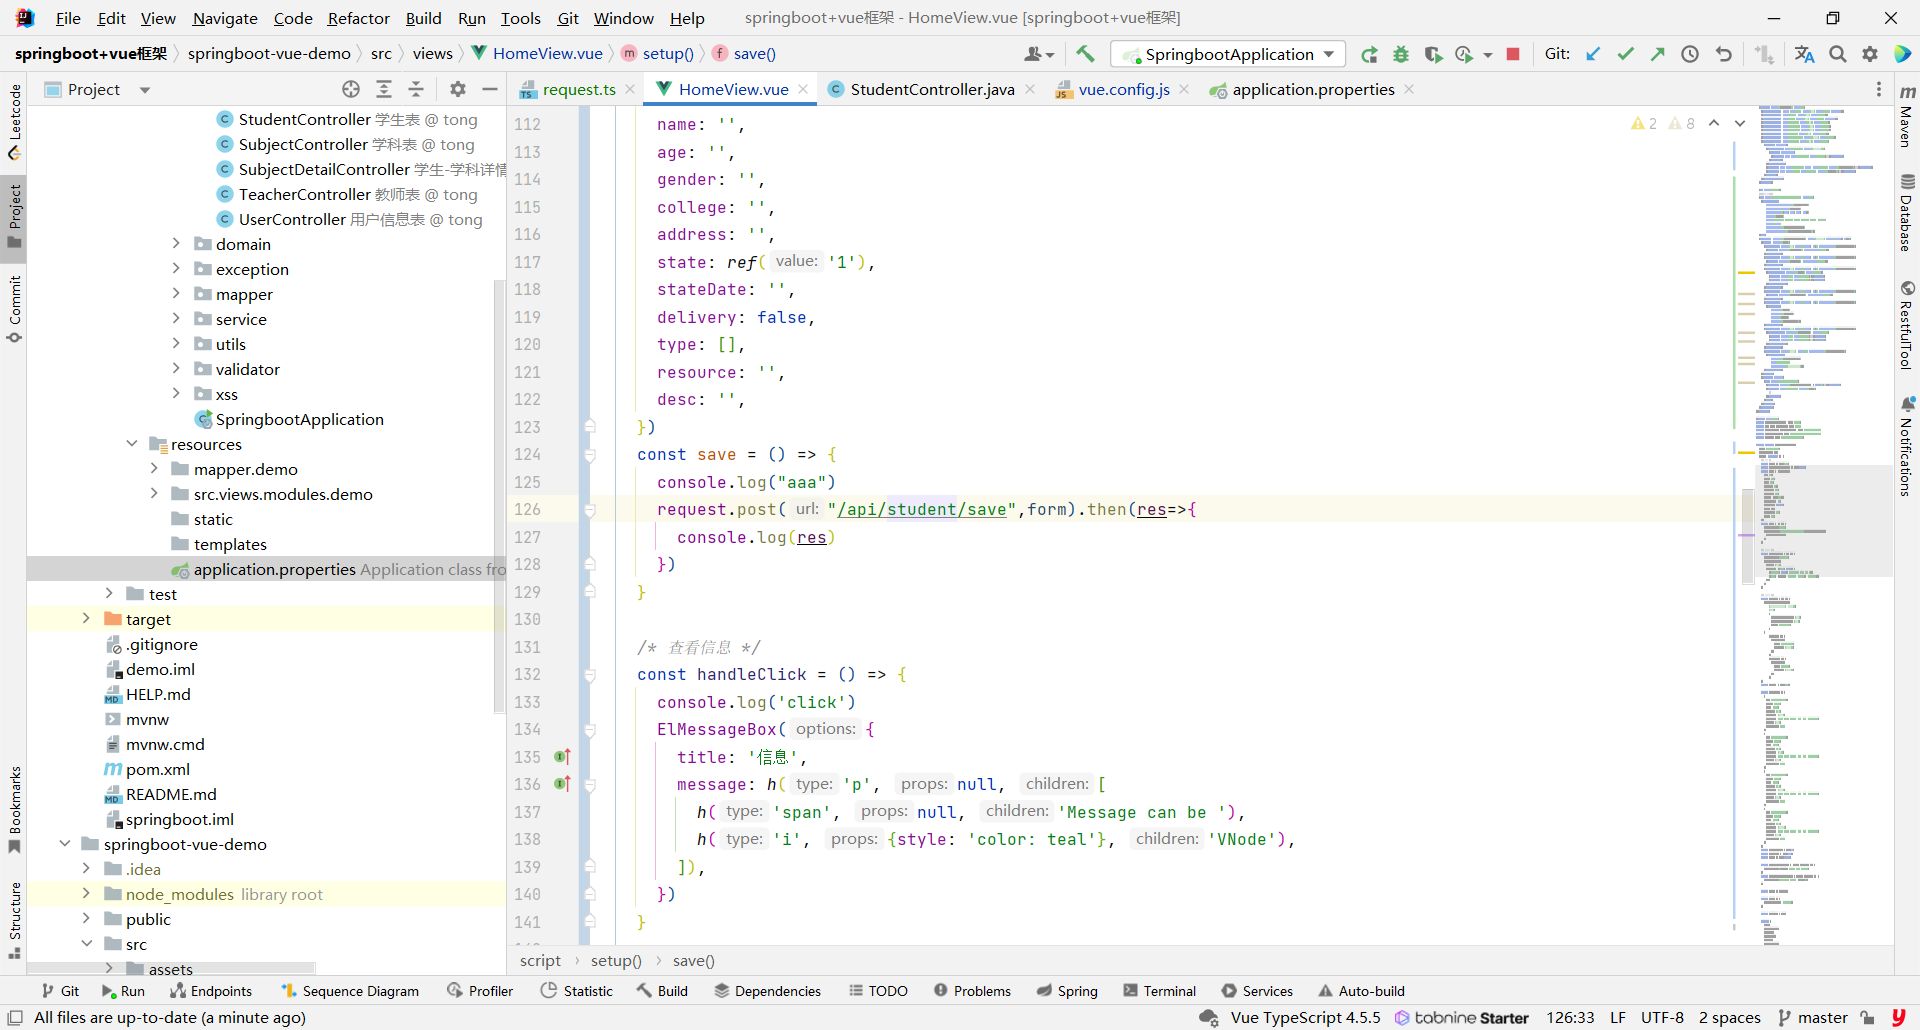 File Edit View Navigate Code Refactor Build Run Tools Git Window Help springboot+vue框架 - HomeView.vue [springboot+vue框架]
springboot+vue框架 springboot-vue-demo src views HomeView.vue m setup() f save() SpringbootApplication Git:
Project request.ts HomeView.vue StudentController.java vue.config.js application.properties
Leetcode
Project
Commit
Bookmarks
Structure
StudentController 学生表 @ tong
SubjectController 学科表 @ tong
SubjectDetailController 学生-学科详情
TeacherController 教师表 @ tong
UserController 用户信息表 @ tong
domain
exception
mapper
service
utils
validator
xss
SpringbootApplication
resources
mapper.demo
src.views.modules.demo
static
templates
application.properties Application class fro
test
target
.gitignore
demo.iml
HELP.md
mvnw
mvnw.cmd
pom.xml
README.md
springboot.iml
springboot-vue-demo
.idea
node_modules library root
public
src
assets
2 8
112 name: '',
113 age: '',
114 gender: '',
115 college: '',
116 address: '',
117 state: ref( value: '1'),
118 stateDate: '',
119 delivery: false,
120 type: [],
121 resource: '',
122 desc: '',
123 })
124 const save = () => {
125 console.log("aaa")
126 request.post( url: "/api/student/save",form).then(res=>{
127 console.log(res)
128 })
129 }
130
131 /* 查看信息 */
132 const handleClick = () => {
133 console.log('click')
134 ElMessageBox( options: {
135 title: '信息',
136 message: h( type: 'p', props: null, children: [
137 h( type: 'span', props: null, children: 'Message can be '),
138 h( type: 'i', props: {style: 'color: teal'}, children: 'VNode'),
139 ]),
140 })
141 }
Maven
Database
RestfulTool
Notifications
script setup() save()
Git Run Endpoints Sequence Diagram Profiler Statistic Build Dependencies TODO Problems Spring Terminal Services Auto-build
All files are up-to-date (a minute ago) Vue TypeScript 4.5.5 tabnine Starter 126:33 LF UTF-8 2 spaces master